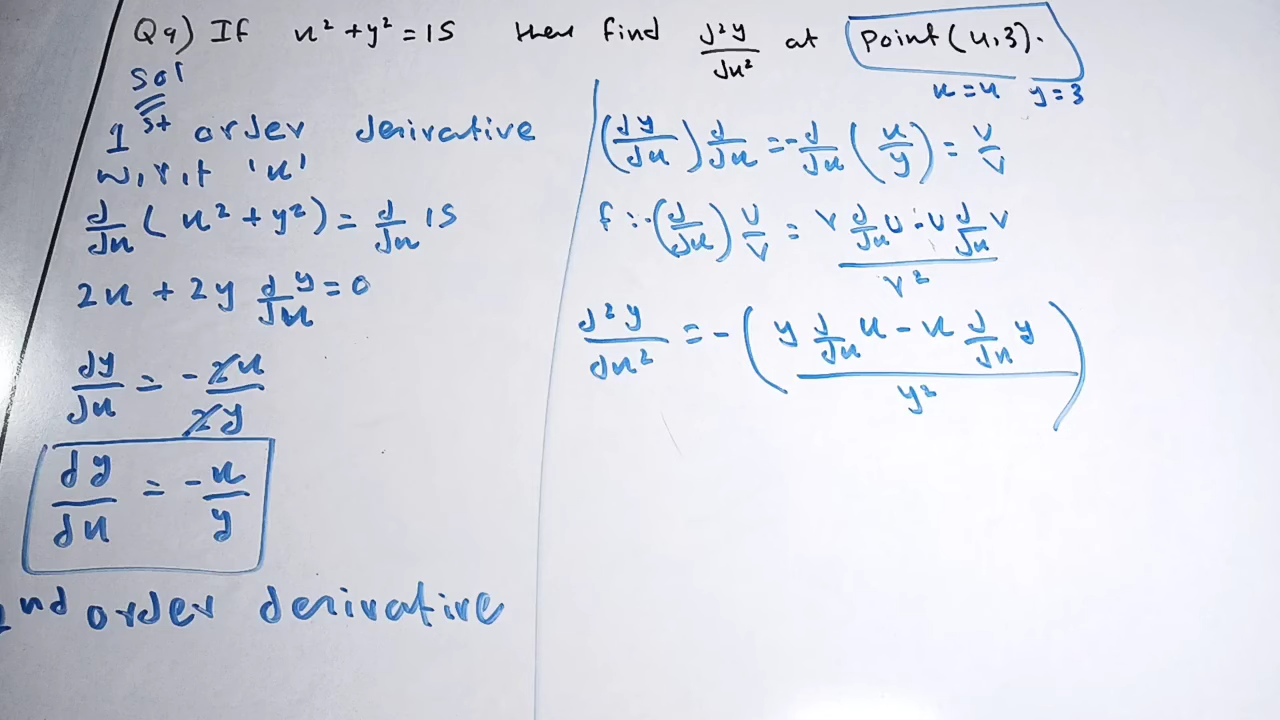 Q9) If x² + y² = 15 then find d²y/dx² at point (4,3).
sol
x=4 y=3
1st order derivative
w.r.t 'x'
d/dx (x² + y²) = d/dx 15
2x + 2y d/dx y = 0
dy/dx = -2x/2y
dy/dx = -x/y
2nd order derivative
(dy/dx) d/dx = -d/dx (x/y) = U/V
f:- (d/dx) U/V = (V d/dx U - U d/dx V)/V²
d²y/dx² = -((y d/dx x - x d/dx y)/y²)